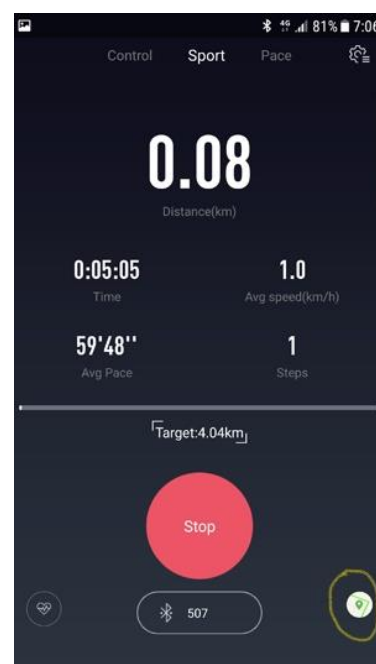 4G 81% 7:06
Control Sport Pace
0.08
Distance(km)
0:05:05 1.0
Time Avg speed(km/h)
59'48'' 1
Avg Pace Steps
Target:4.04km
Stop
507